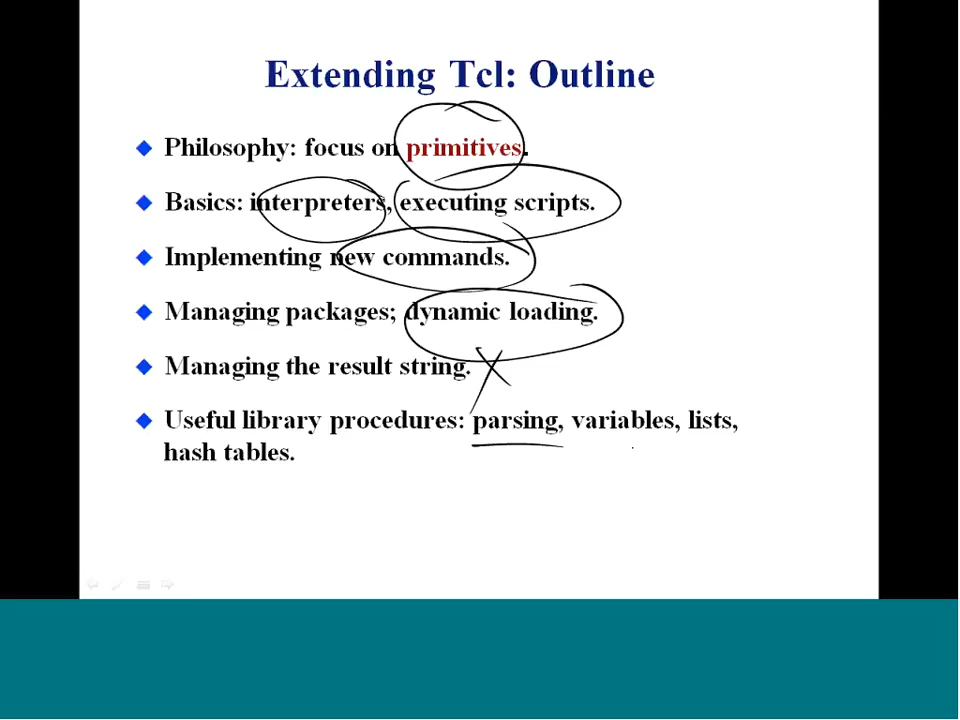 Extending Tcl: Outline
Philosophy: focus on primitives.
Basics: interpreters, executing scripts.
Implementing new commands.
Managing packages; dynamic loading.
Managing the result string.
Useful library procedures: parsing, variables, lists,
hash tables.